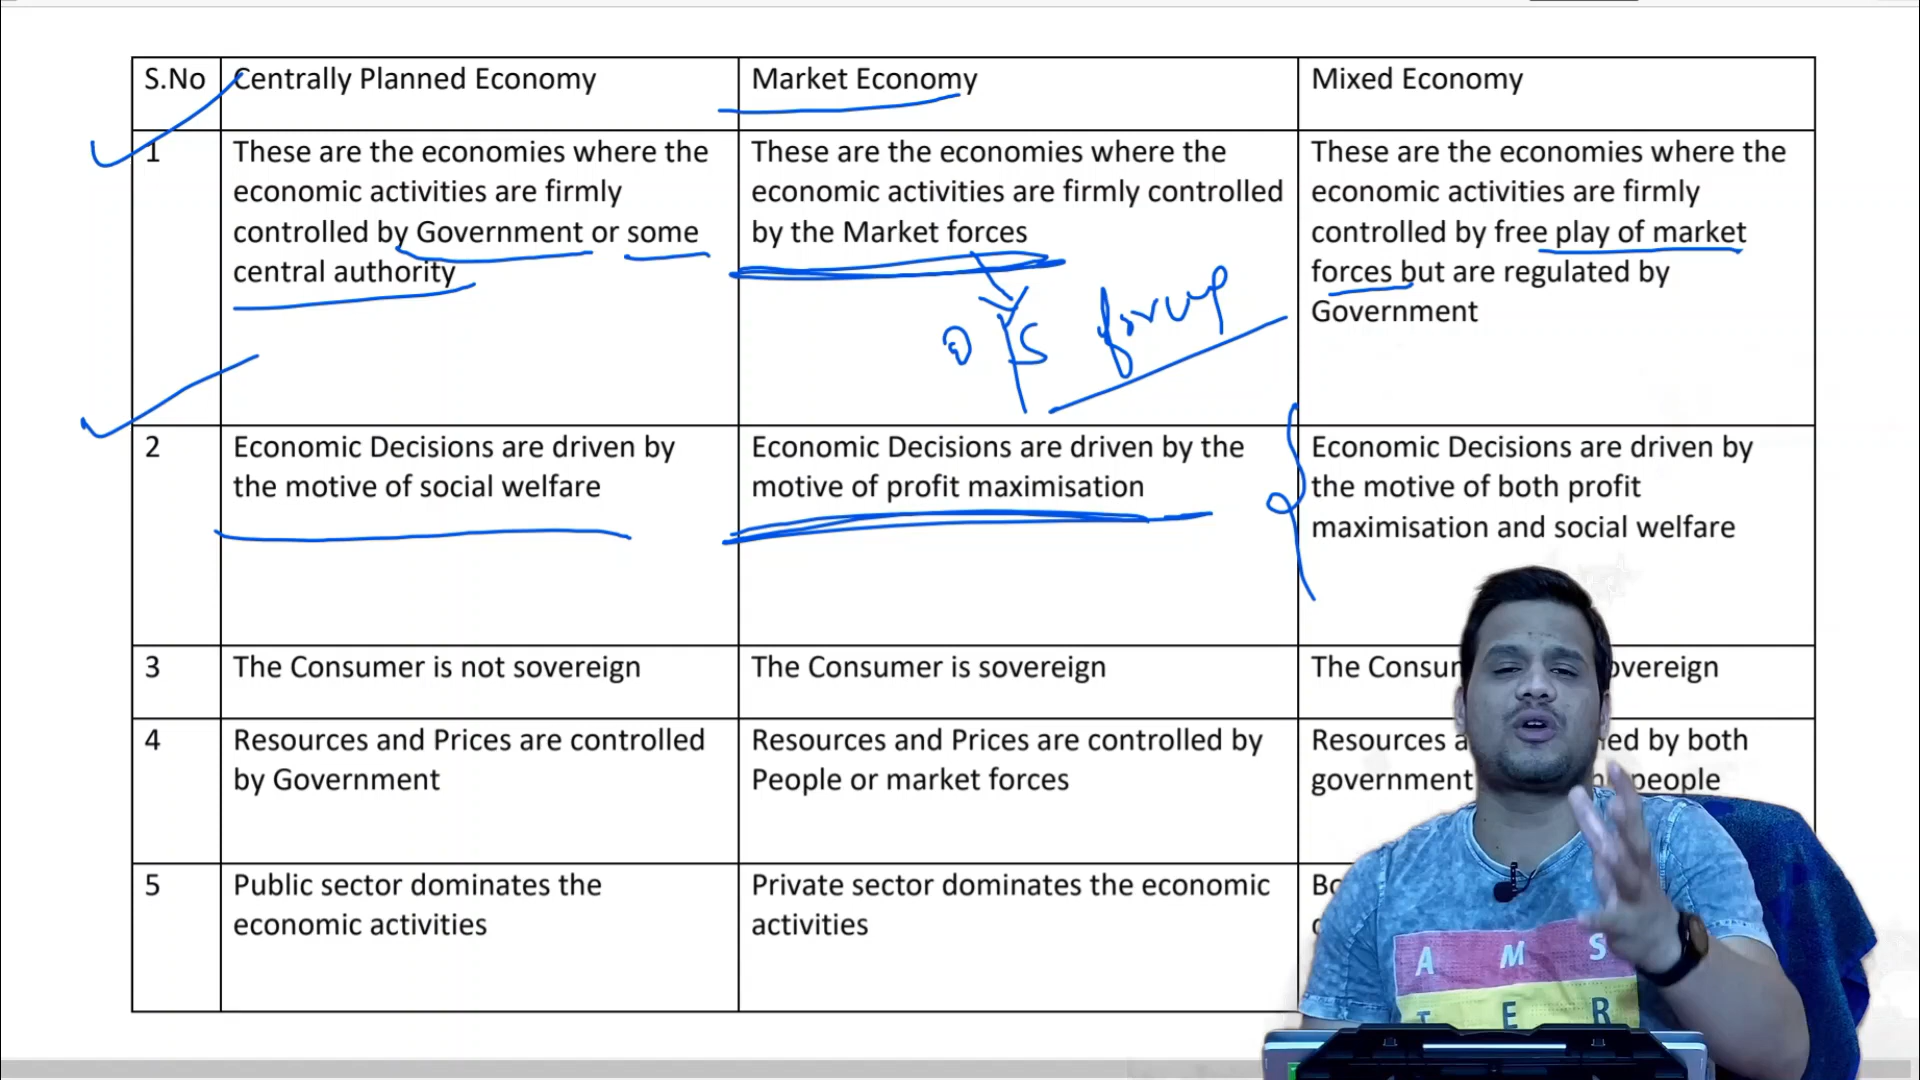 S.No Centrally Planned Economy Market Economy Mixed Economy
1
These are the economies where the
economic activities are firmly
controlled by Government or some
central authority
These are the economies where the
economic activities are firmly controlled
by the Market forces
D S forces
These are the economies where the
economic activities are firmly
controlled by free play of market
forces but are regulated by
Government
2
Economic Decisions are driven by
the motive of social welfare
Economic Decisions are driven by the
motive of profit maximisation
Economic Decisions are driven by
the motive of both profit
maximisation and social welfare
3
The Consumer is not sovereign
The Consumer is sovereign
The
4
Resources and Prices are controlled
by Government
Resources and Prices are controlled by
People or market forces
Resources by both
government people
5
Public sector dominates the
economic activities
Private sector dominates the economic
activities
A M S
T E R